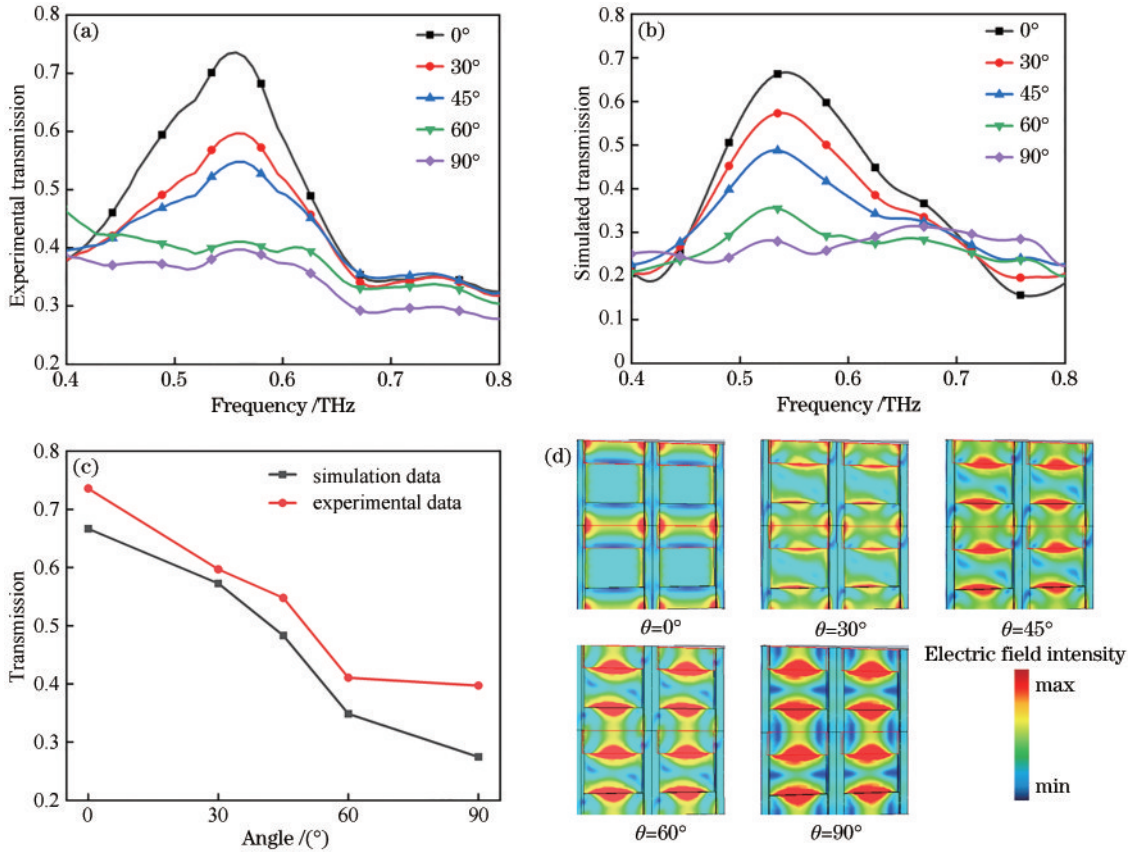 (a)
0°
30°
45°
60°
90°
Experimental transmission
0.8
0.7
0.6
0.5
0.4
0.3
0.2
0.4 0.5 0.6 0.7 0.8
Frequency /THz
(b)
0°
30°
45°
60°
90°
Simulated transmission
0.8
0.7
0.6
0.5
0.4
0.3
0.2
0.1
0
0.4 0.5 0.6 0.7 0.8
Frequency /THz
(c)
simulation data
experimental data
Transmission
0.8
0.7
0.6
0.5
0.4
0.3
0.2
0 30 60 90
Angle /(°)
(d)
θ=0° θ=30° θ=45°
θ=60° θ=90°
Electric field intensity
max
min